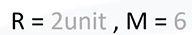 R = 2unit , M = 6